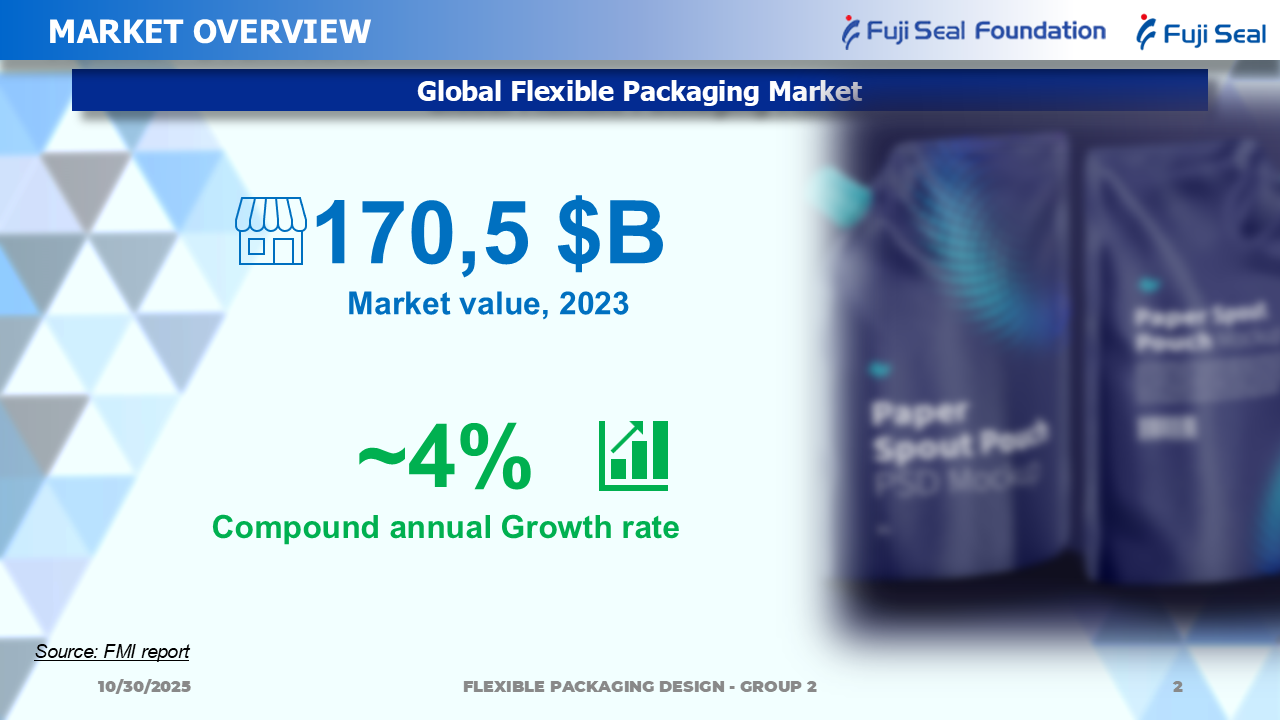 MARKET OVERVIEW
Fuji Seal Foundation
Fuji Seal
Global Flexible Packaging Market
170,5 $B
Market value, 2023
~4%
Compound annual Growth rate
Paper
Spout Pouch
PSD Mockup
Paper Spout
Pouch
Source: FMI report
10/30/2025
FLEXIBLE PACKAGING DESIGN - GROUP 2
2